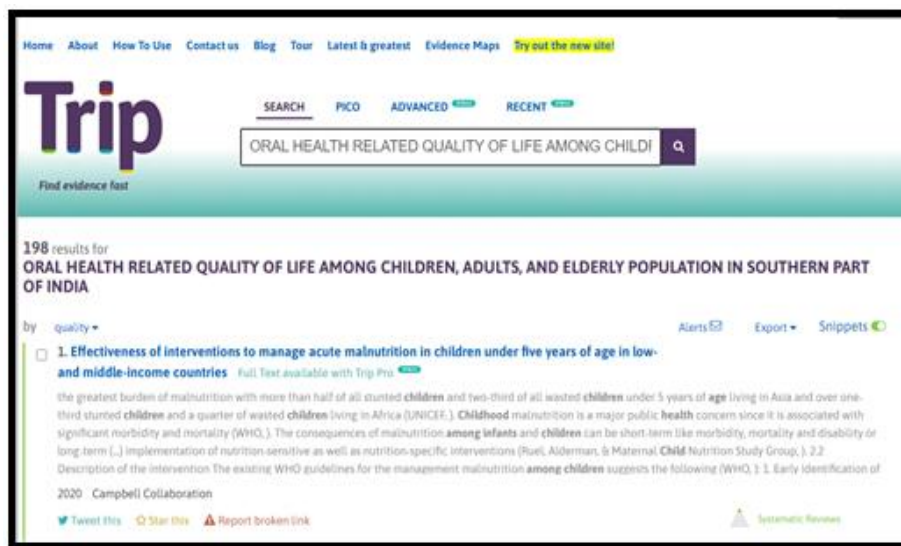 Home About How To Use Contact us Blog Tour Latest & greatest Evidence Maps Try out the new site!
Trip
Find evidence fast
SEARCH PICO ADVANCED RECENT
ORAL HEALTH RELATED QUALITY OF LIFE AMONG CHILDR
198 results for
ORAL HEALTH RELATED QUALITY OF LIFE AMONG CHILDREN, ADULTS, AND ELDERLY POPULATION IN SOUTHERN PART
OF INDIA
by quality Alerts Export Snippets
1. Effectiveness of interventions to manage acute malnutrition in children under five years of age in low-
and middle-income countries Full Text available with Trip Pro
the greatest burden of malnutrition with more than half of all stunted children and two-third of all wasted children under 5 years of age living in Asia and over one-
third stunted children and a quarter of wasted children living in Africa (UNICEF, ). Childhood malnutrition is a major public health concern since it is associated with
significant morbidity and mortality (WHO, ). The consequences of malnutrition among infants and children can be short-term like morbidity, mortality and disability or
long-term (...) implementation of nutrition-sensitive as well as nutrition-specific interventions (Ruel, Alderman, & Maternal Child Nutrition Study Group, ). 2.2
Description of the intervention The existing WHO guidelines for the management malnutrition among children suggests the following (WHO, ): 1. Early identification of
2020 Campbell Collaboration
Tweet this Star this Report broken link Systematic Reviews